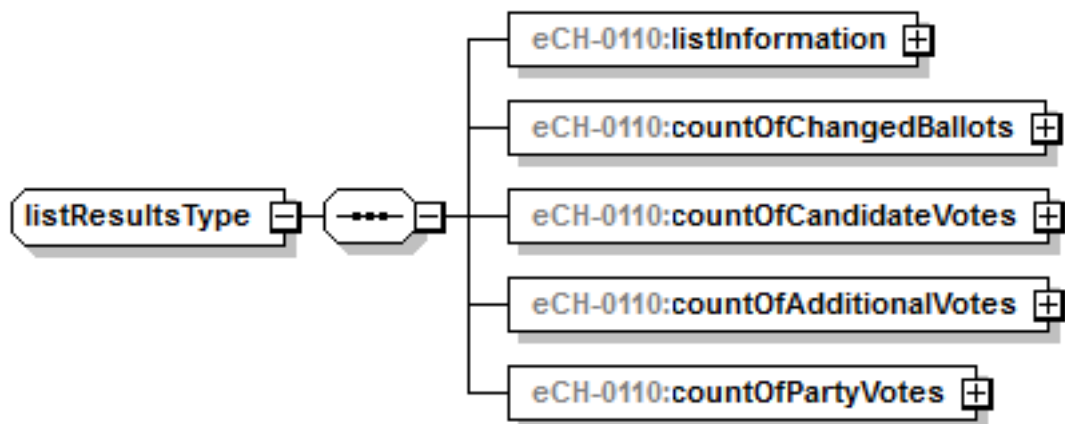 eCH-0110:listInformation
eCH-0110:countOfChangedBallots
listResultsType
eCH-0110:countOfCandidateVotes
eCH-0110:countOfAdditionalVotes
eCH-0110:countOfPartyVotes